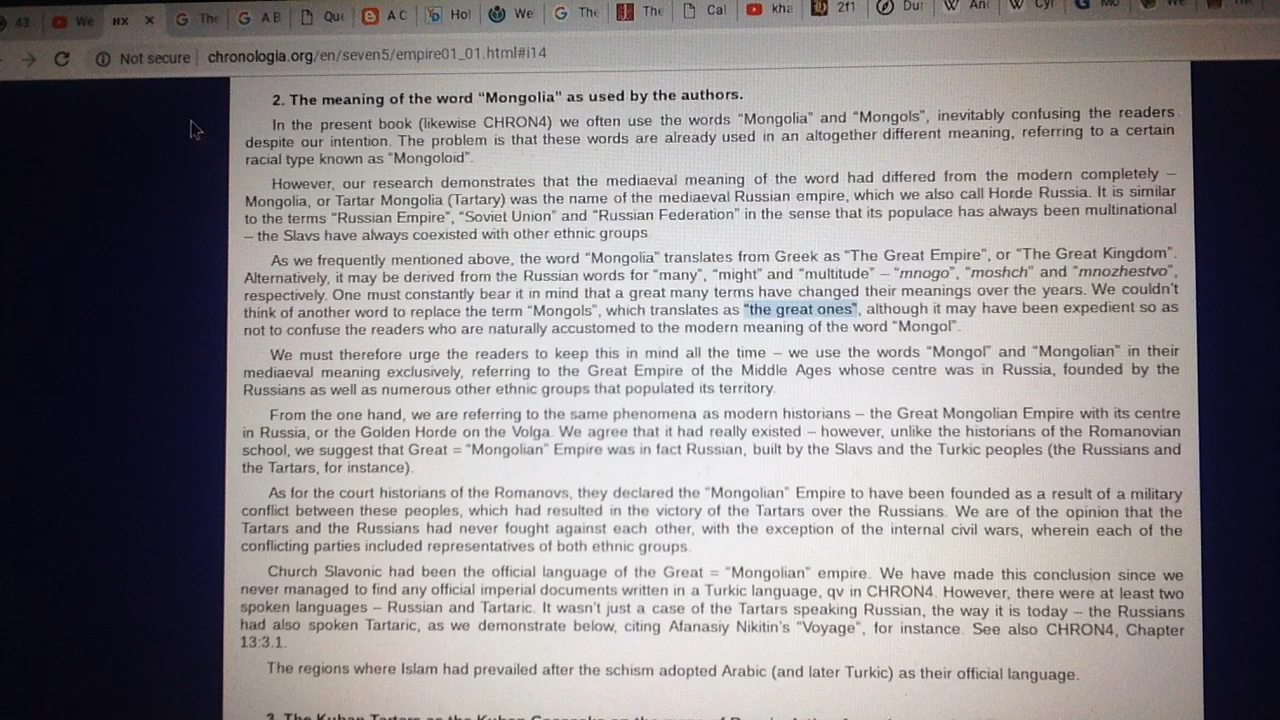 43.
We
HX
The
A B
Que
A C
Hol
We
The
The
Cal
kha
2f1
Dur
An
Cyr
Not secure chronologia.org/en/seven5/empire01_01.html#i14
2. The meaning of the word “Mongolia” as used by the authors.
In the present book (likewise CHRON4) we often use the words “Mongolia” and “Mongols”, inevitably confusing the readers
despite our intention. The problem is that these words are already used in an altogether different meaning, referring to a certain
racial type known as “Mongoloid”.
However, our research demonstrates that the mediaeval meaning of the word had differed from the modern completely –
Mongolia, or Tartar Mongolia (Tartary) was the name of the mediaeval Russian empire, which we also call Horde Russia. It is similar
to the terms “Russian Empire”, “Soviet Union” and “Russian Federation” in the sense that its populace has always been multinational
– the Slavs have always coexisted with other ethnic groups.
As we frequently mentioned above, the word “Mongolia” translates from Greek as “The Great Empire”, or “The Great Kingdom”.
Alternatively, it may be derived from the Russian words for “many”, “might” and “multitude” – “mnogo”, “moshch” and “mnozhestvo”,
respectively. One must constantly bear it in mind that a great many terms have changed their meanings over the years. We couldn’t
think of another word to replace the term “Mongols”, which translates as “the great ones”, although it may have been expedient so as
not to confuse the readers who are naturally accustomed to the modern meaning of the word “Mongol”.
We must therefore urge the readers to keep this in mind all the time – we use the words “Mongol” and “Mongolian” in their
mediaeval meaning exclusively, referring to the Great Empire of the Middle Ages whose centre was in Russia, founded by the
Russians as well as numerous other ethnic groups that populated its territory.
From the one hand, we are referring to the same phenomena as modern historians – the Great Mongolian Empire with its centre
in Russia, or the Golden Horde on the Volga. We agree that it had really existed – however, unlike the historians of the Romanovian
school, we suggest that Great = “Mongolian” Empire was in fact Russian, built by the Slavs and the Turkic peoples (the Russians and
the Tartars, for instance).
As for the court historians of the Romanovs, they declared the “Mongolian” Empire to have been founded as a result of a military
conflict between these peoples, which had resulted in the victory of the Tartars over the Russians. We are of the opinion that the
Tartars and the Russians had never fought against each other, with the exception of the internal civil wars, wherein each of the
conflicting parties included representatives of both ethnic groups.
Church Slavonic had been the official language of the Great = “Mongolian” empire. We have made this conclusion since we
never managed to find any official imperial documents written in a Turkic language, qv in CHRON4. However, there were at least two
spoken languages – Russian and Tartaric. It wasn’t just a case of the Tartars speaking Russian, the way it is today – the Russians
had also spoken Tartaric, as we demonstrate below, citing Afanasiy Nikitin’s “Voyage”, for instance. See also CHRON4, Chapter
13:3.1.
The regions where Islam had prevailed after the schism adopted Arabic (and later Turkic) as their official language.